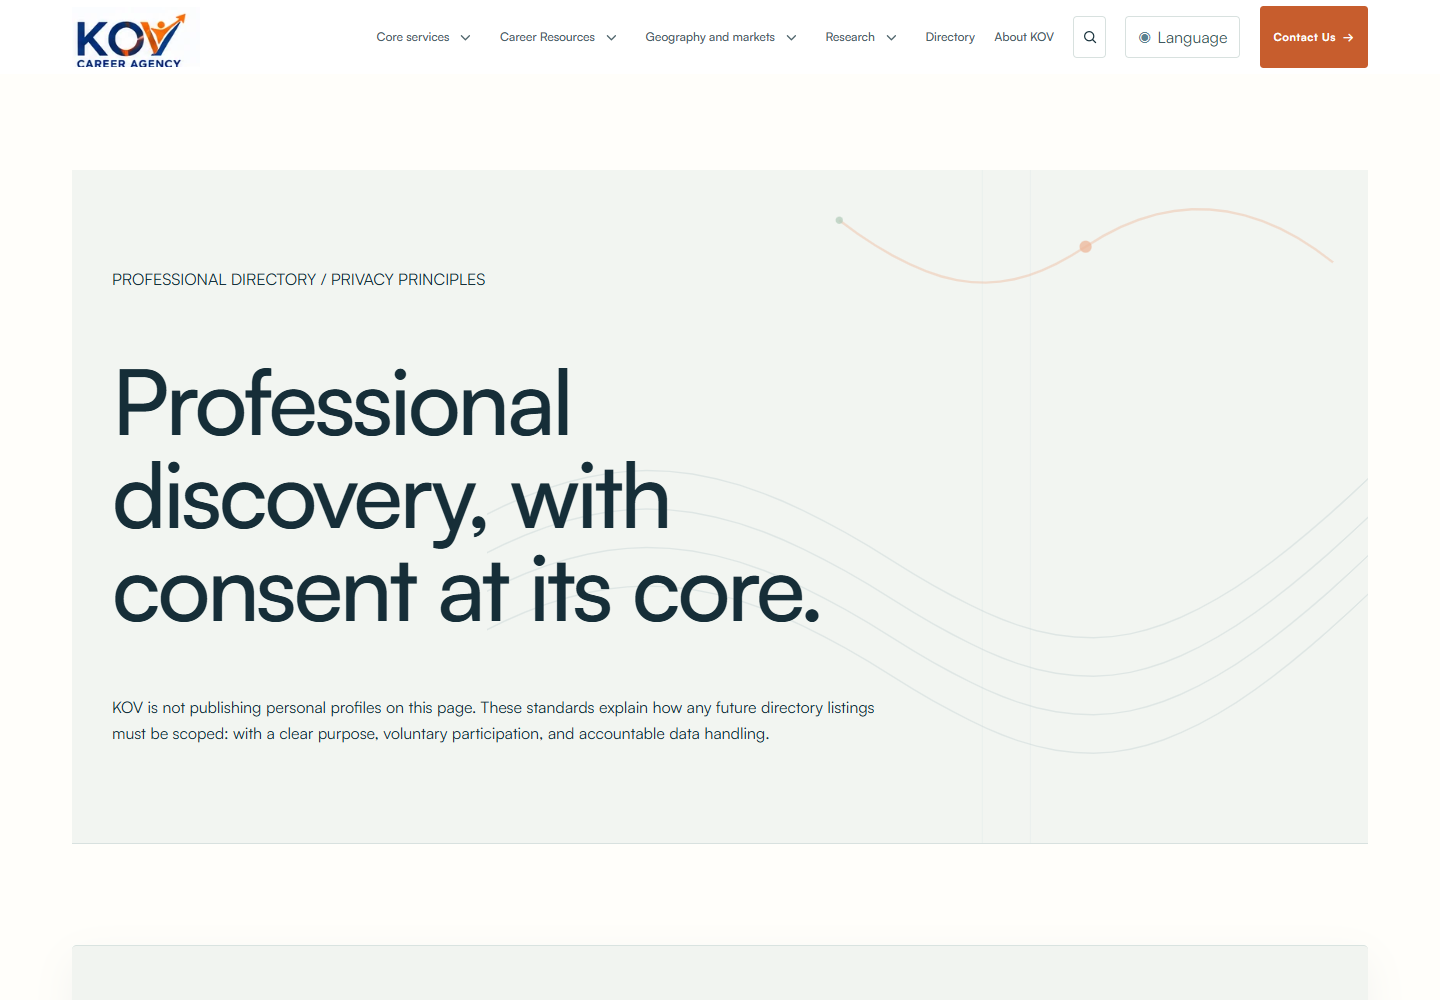 KOV
CAREER AGENCY
Core services
Career Resources
Geography and markets
Research
Directory
About KOV
Language
Contact Us →
PROFESSIONAL DIRECTORY / PRIVACY PRINCIPLES
Professional
discovery, with
consent at its core.
KOV is not publishing personal profiles on this page. These standards explain how any future directory listings
must be scoped: with a clear purpose, voluntary participation, and accountable data handling.